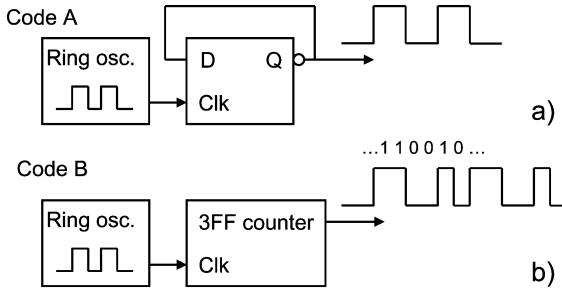 Code A
Ring osc.
D
Q
Clk
a)
Code B
...1 1 0 0 1 0 ...
Ring osc.
3FF counter
Clk
b)